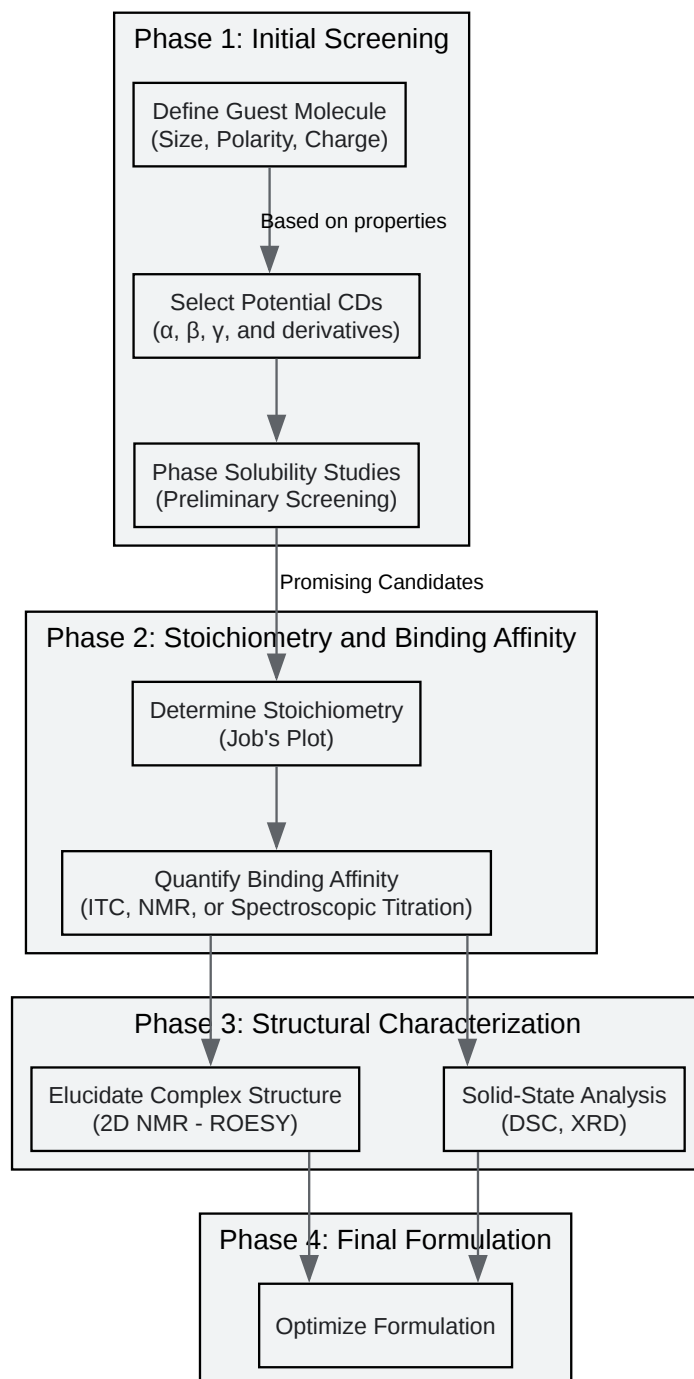 Phase 1: Initial Screening
Define Guest Molecule
(Size, Polarity, Charge)
Based on properties
Select Potential CDs
(α, β, γ, and derivatives)
Phase Solubility Studies
(Preliminary Screening)
Promising Candidates
Phase 2: Stoichiometry and Binding Affinity
Determine Stoichiometry
(Job's Plot)
Quantify Binding Affinity
(ITC, NMR, or Spectroscopic Titration)
Phase 3: Structural Characterization
Elucidate Complex Structure
(2D NMR - ROESY)
Solid-State Analysis
(DSC, XRD)
Phase 4: Final Formulation
Optimize Formulation